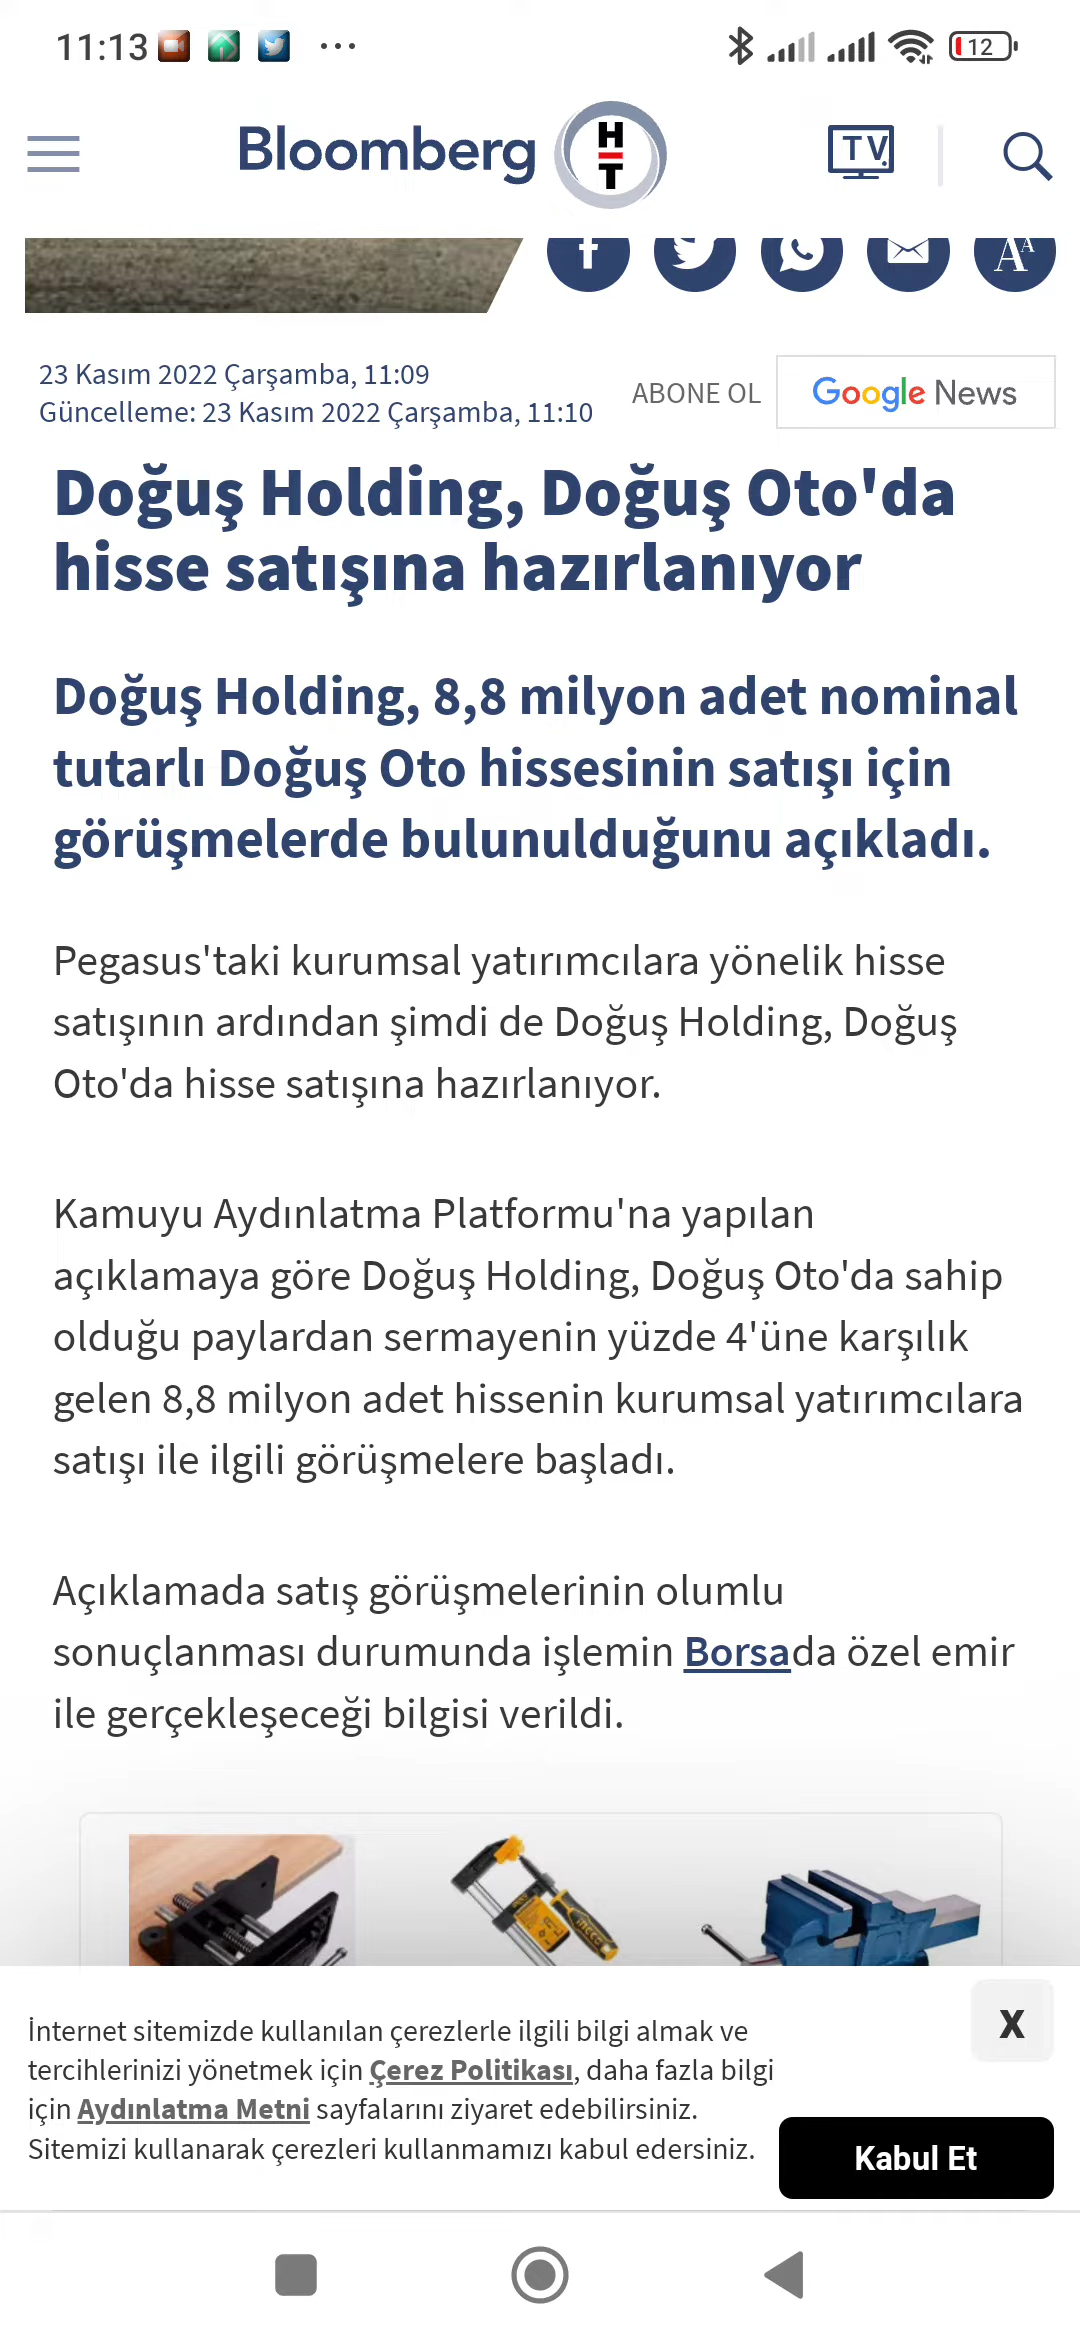 11:13
12
Bloomberg
H
T
TV
AA
23 Kasım 2022 Çarşamba, 11:09
Güncelleme: 23 Kasım 2022 Çarşamba, 11:10
ABONE OL
Google News
Doğuş Holding, Doğuş Oto'da
hisse satışına hazırlanıyor
Doğuş Holding, 8,8 milyon adet nominal
tutarlı Doğuş Oto hissesinin satışı için
görüşmelerde bulunulduğunu açıkladı.
Pegasus'taki kurumsal yatırımcılara yönelik hisse
satışının ardından şimdi de Doğuş Holding, Doğuş
Oto'da hisse satışına hazırlanıyor.
Kamuyu Aydınlatma Platformu'na yapılan
açıklamaya göre Doğuş Holding, Doğuş Oto'da sahip
olduğu paylardan sermayenin yüzde 4'üne karşılık
gelen 8,8 milyon adet hissenin kurumsal yatırımcılara
satışı ile ilgili görüşmelere başladı.
Açıklamada satış görüşmelerinin olumlu
sonuçlanması durumunda işlemin Borsada özel emir
ile gerçekleşeceği bilgisi verildi.
X
İnternet sitemizde kullanılan çerezlerle ilgili bilgi almak ve
tercihlerinizi yönetmek için Çerez Politikası, daha fazla bilgi
için Aydınlatma Metni sayfalarını ziyaret edebilirsiniz.
Sitemizi kullanarak çerezleri kullanmamızı kabul edersiniz.
Kabul Et